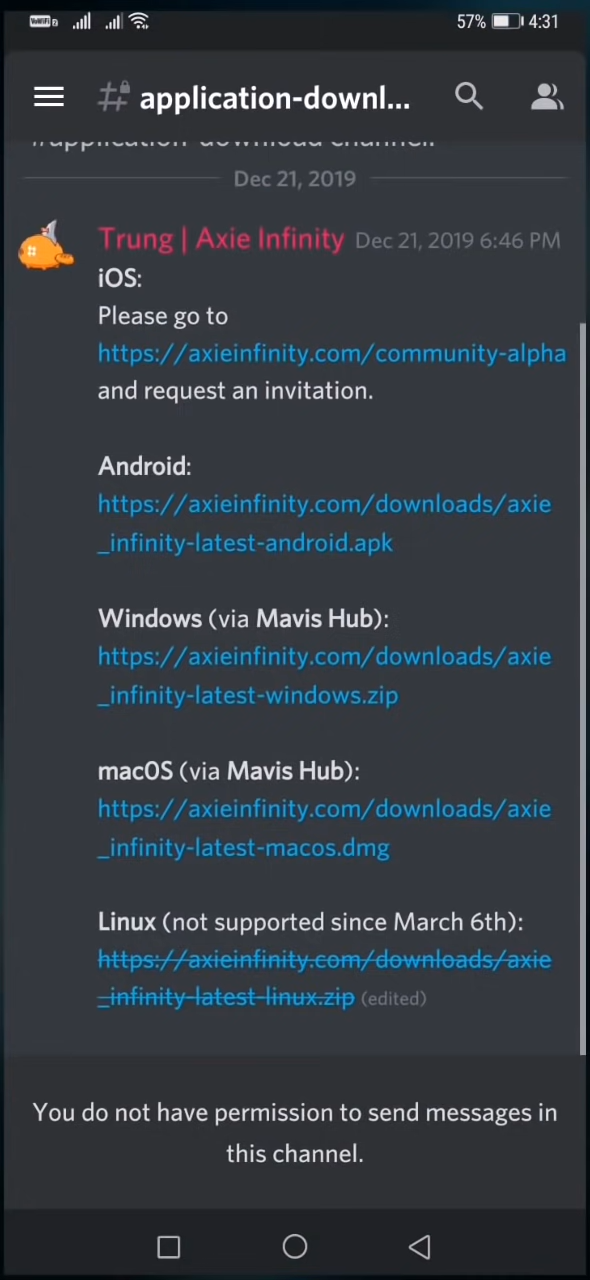 57% 4:31
application-downl...
#application-download channel.
Dec 21, 2019
Trung | Axie Infinity Dec 21, 2019 6:46 PM
iOS:
Please go to
https://axieinfinity.com/community-alpha
and request an invitation.
Android:
https://axieinfinity.com/downloads/axie
_infinity-latest-android.apk
Windows (via Mavis Hub):
https://axieinfinity.com/downloads/axie
_infinity-latest-windows.zip
macOS (via Mavis Hub):
https://axieinfinity.com/downloads/axie
_infinity-latest-macos.dmg
Linux (not supported since March 6th):
https://axieinfinity.com/downloads/axie
_infinity-latest-linux.zip (edited)
You do not have permission to send messages in
this channel.